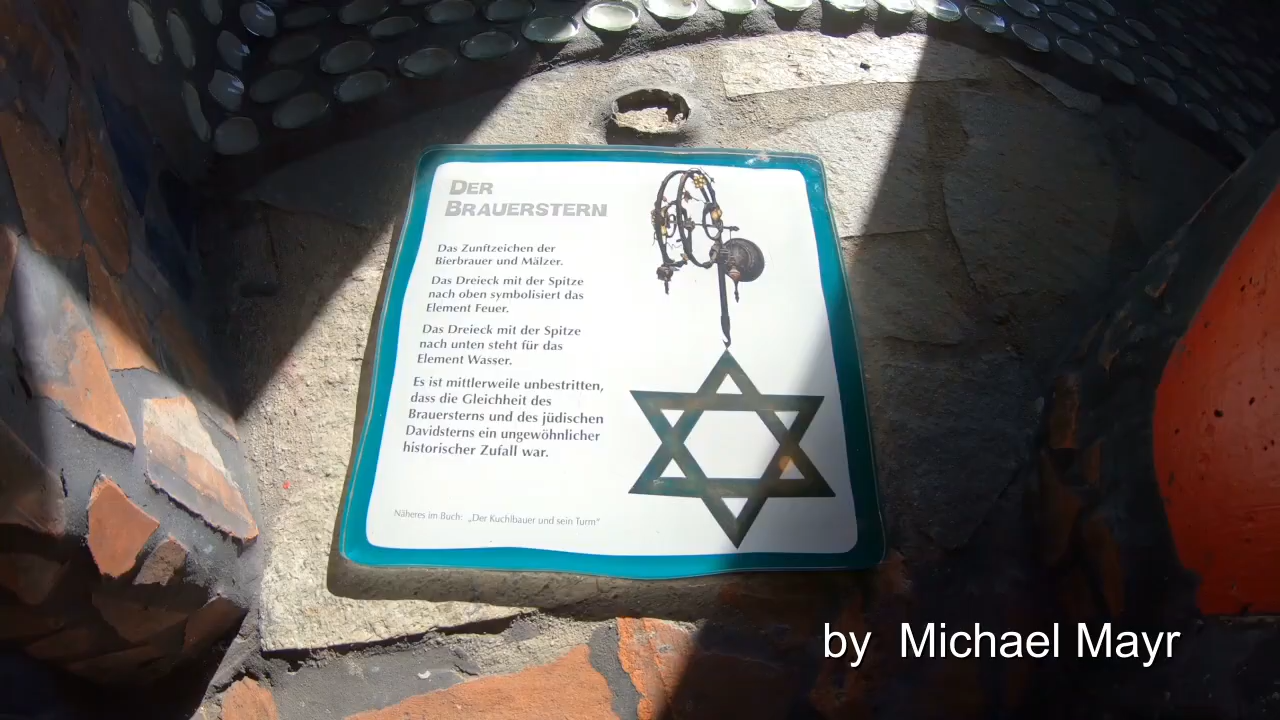 DER
BRAUERSTERN
Das Zunftzeichen der
Bierbrauer und Mälzer.
Das Dreieck mit der Spitze
nach oben symbolisiert das
Element Feuer.
Das Dreieck mit der Spitze
nach unten steht für das
Element Wasser.
Es ist mittlerweile unbestritten,
dass die Gleichheit des
Brauersterns und des jüdischen
Davidsterns ein ungewöhnlicher
historischer Zufall war.
Näheres im Buch: „Der Kuchlbauer und sein Turm"
by Michael Mayr